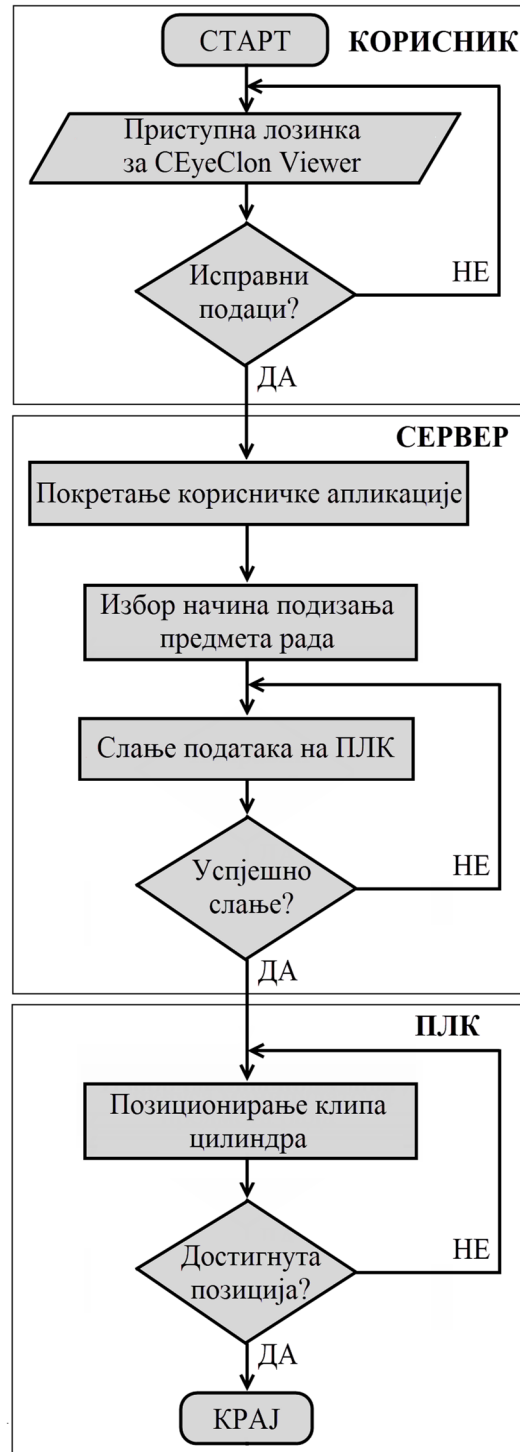 СТАРТ
КОРИСНИК
Приступна лозинка
за CEyeClon Viewer
Исправни
подаци?
НЕ
ДА
СЕРВЕР
Покретање корисничке апликације
Избор начина подизања
предмета рада
Слање података на ПЛК
Успјешно
слање?
НЕ
ДА
ПЛК
Позиционирање клипа
цилиндра
Достигнута
позиција?
НЕ
ДА
КРАЈ